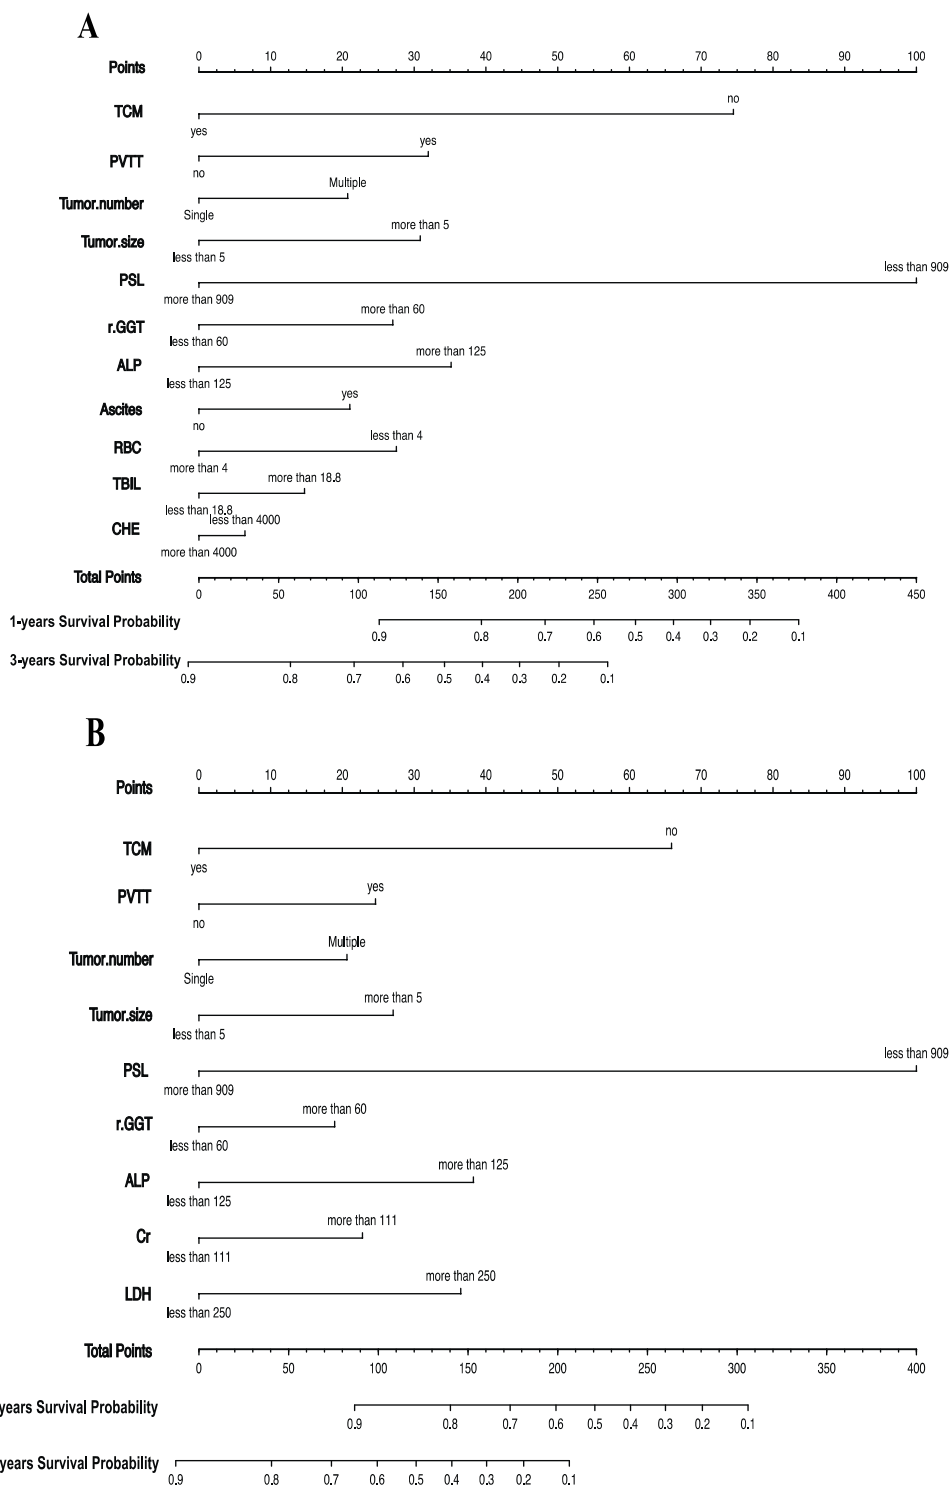 A
Points
0 10 20 30 40 50 60 70 80 90 100
no
TCM
yes
yes
PVTT
no
Multiple
Tumor.number
Single
more than 5
Tumor.size
less than 5
less than 909
PSL
more than 909
more than 60
r.GGT
less than 60
more than 125
ALP
less than 125
yes
Ascites
no
less than 4
RBC
more than 4
more than 18.8
TBIL
less than 18.8
less than 4000
CHE
more than 4000
Total Points
0 50 100 150 200 250 300 350 400 450
1-years Survival Probability
0.9 0.8 0.7 0.6 0.5 0.4 0.3 0.2 0.1
3-years Survival Probability
0.9 0.8 0.7 0.6 0.5 0.4 0.3 0.2 0.1
B
Points
0 10 20 30 40 50 60 70 80 90 100
no
TCM
yes
yes
PVTT
no
Multiple
Tumor.number
Single
more than 5
Tumor.size
less than 5
less than 909
PSL
more than 909
more than 60
r.GGT
less than 60
more than 125
ALP
less than 125
more than 111
Cr
less than 111
more than 250
LDH
less than 250
Total Points
0 50 100 150 200 250 300 350 400
years Survival Probability
0.9 0.8 0.7 0.6 0.5 0.4 0.3 0.2 0.1
years Survival Probability
0.9 0.8 0.7 0.6 0.5 0.4 0.3 0.2 0.1